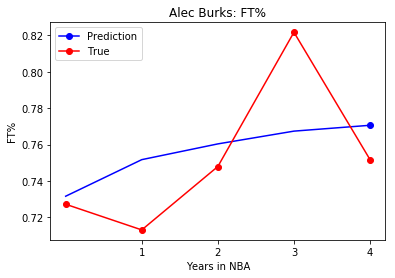 Alec Burks: FT%
Prediction
True
0.82
0.80
0.78
0.76
0.74
0.72
FT%
1 2 3 4
Years in NBA